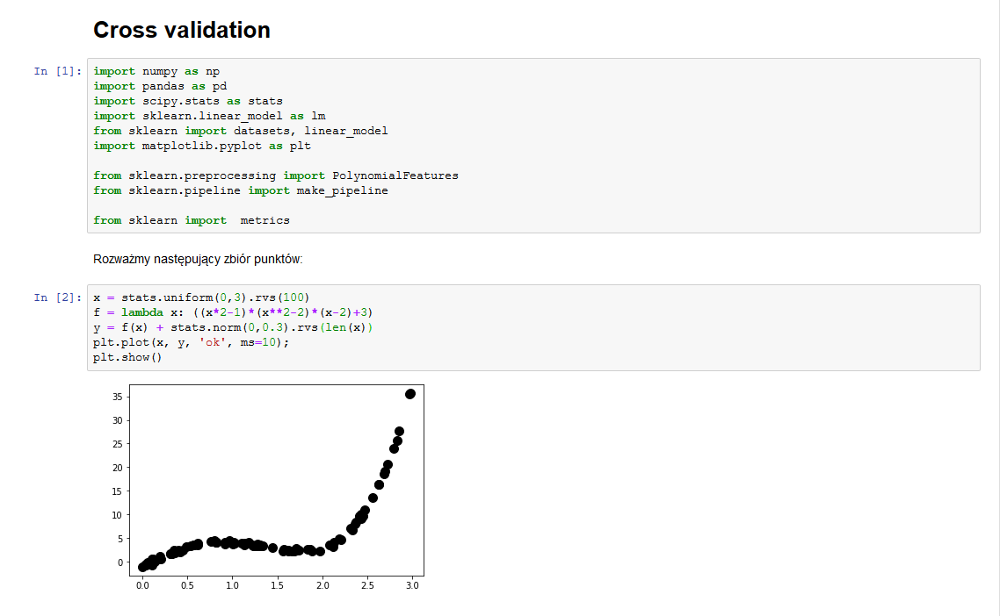 Cross validation
In [1]:
import numpy as np
import pandas as pd
import scipy.stats as stats
import sklearn.linear_model as lm
from sklearn import datasets, linear_model
import matplotlib.pyplot as plt
from sklearn.preprocessing import PolynomialFeatures
from sklearn.pipeline import make_pipeline
from sklearn import  metrics
Rozważmy następujący zbiór punktów:
In [2]:
x = stats.uniform(0,3).rvs(100)
f = lambda x: ((x*2-1)*(x**2-2)*(x-2)+3)
y = f(x) + stats.norm(0,0.3).rvs(len(x))
plt.plot(x, y, 'ok', ms=10);
plt.show()
35
30
25
20
15
10
5
0
0.0 0.5 1.0 1.5 2.0 2.5 3.0